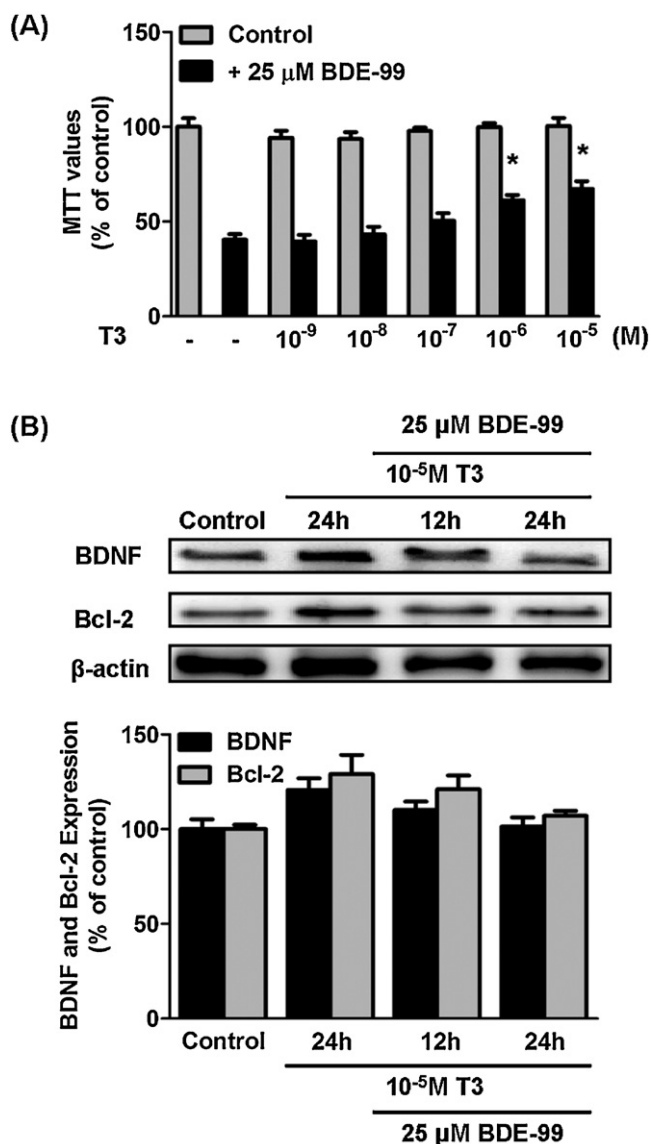 (A)
150
100
50
0
MTT values
(% of control)
Control
+ 25 µM BDE-99
*
*
T3 - - 10⁻⁹ 10⁻⁸ 10⁻⁷ 10⁻⁶ 10⁻⁵ (M)
(B)
25 µM BDE-99
10⁻⁵M T3
Control 24h 12h 24h
BDNF
Bcl-2
β-actin
150
100
50
0
BDNF and Bcl-2 Expression
(% of control)
BDNF
Bcl-2
Control 24h 12h 24h
10⁻⁵M T3
25 µM BDE-99